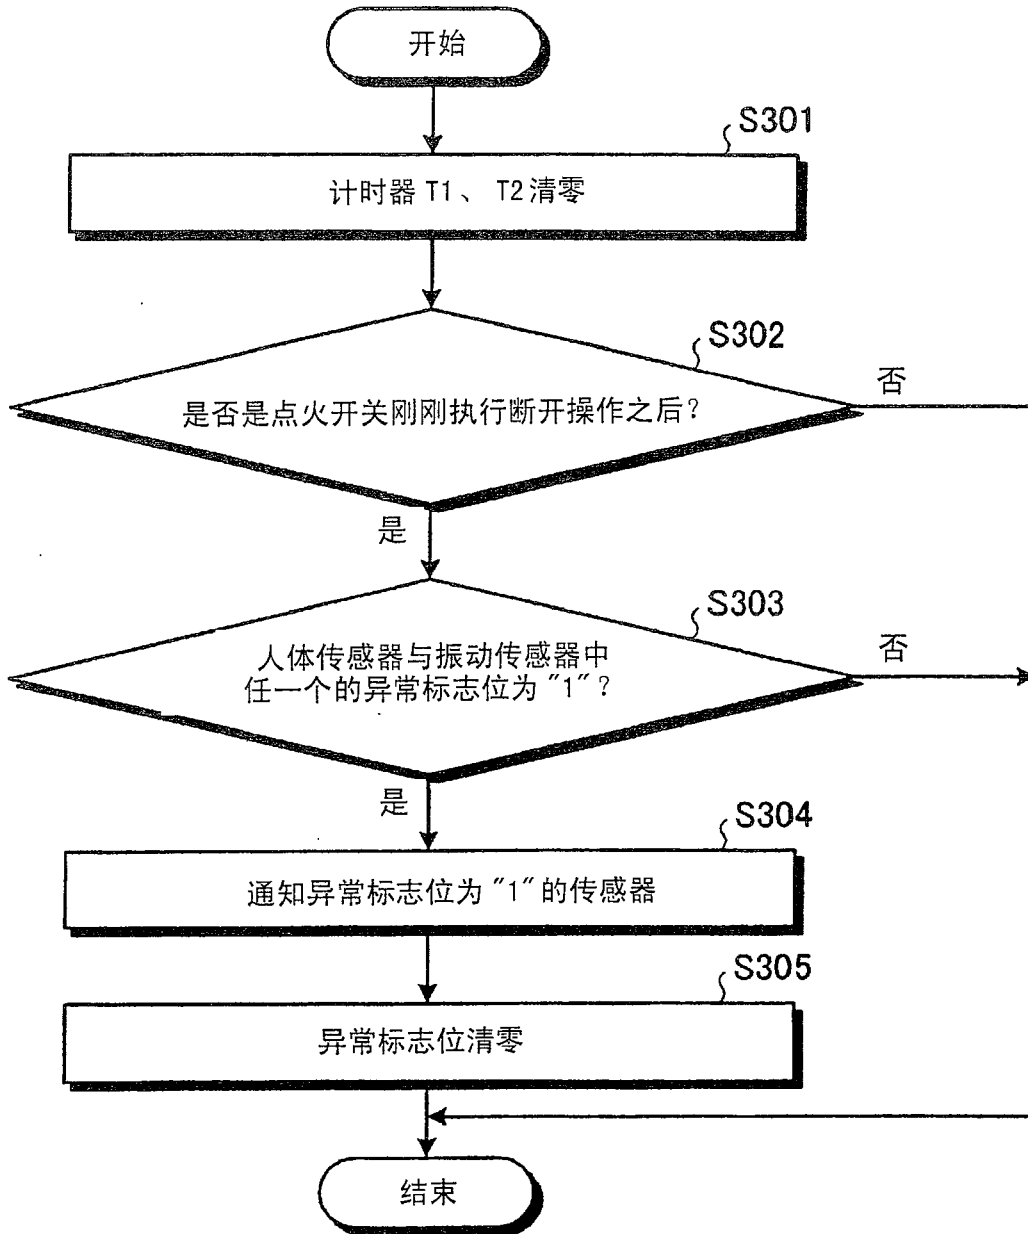 开始
S301
计时器 T1、 T2清零
S302
是否是点火开关刚刚执行断开操作之后?
否
是
S303
人体传感器与振动传感器中
任一个的异常标志位为"1"?
否
是
S304
通知异常标志位为"1"的传感器
S305
异常标志位清零
结束